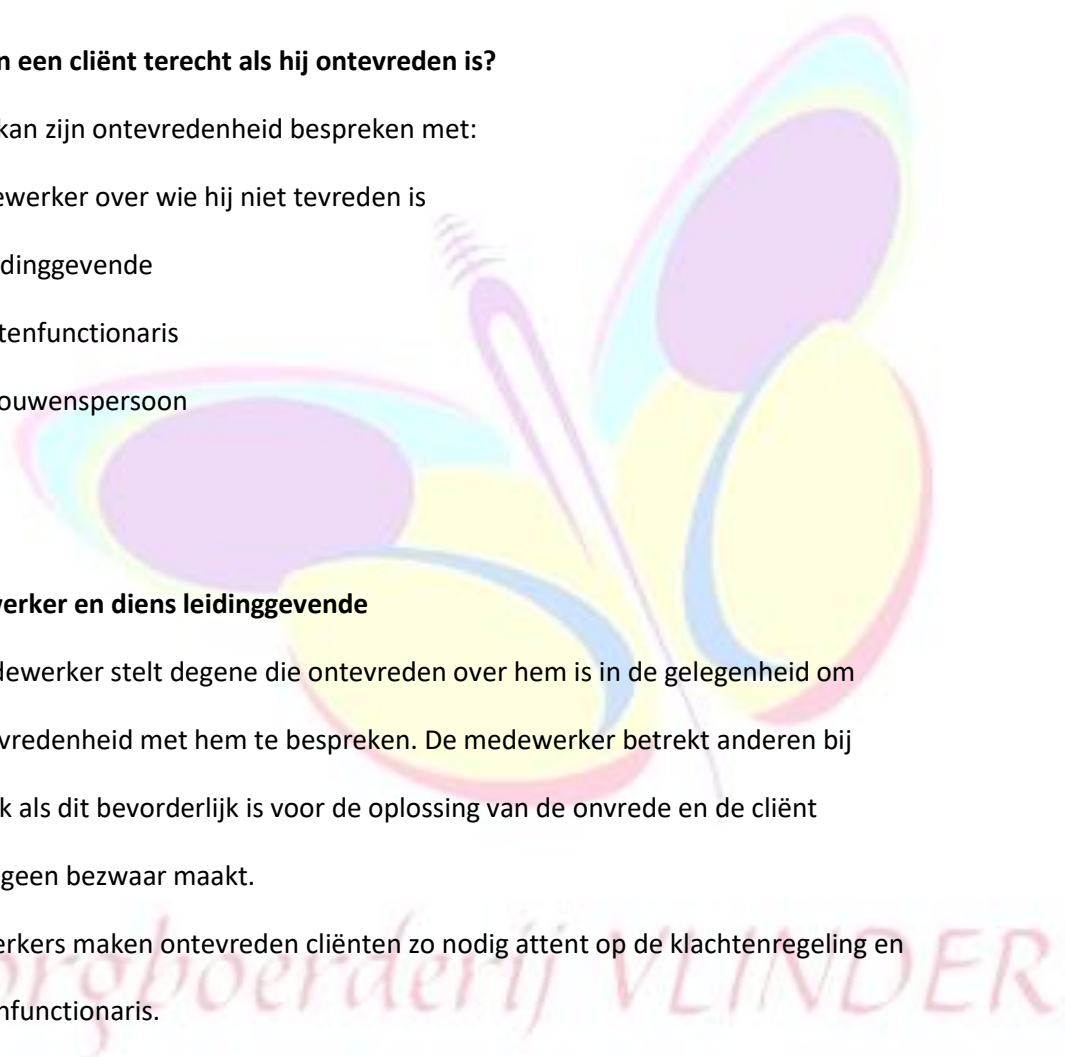 n een cliënt terecht als hij ontevreden is?
kan zijn ontevredenheid bespreken met:
ewerker over wie hij niet tevreden is
dinggevende
tenfunctionaris
ouwenspersoon
erker en diens leidinggevende
dewerker stelt degene die ontevreden over hem is in de gelegenheid om
vredenheid met hem te bespreken. De medewerker betrekt anderen bij
k als dit bevorderlijk is voor de oplossing van de onvrede en de cliënt
geen bezwaar maakt.
erkers maken ontevreden cliënten zo nodig attent op de klachtenregeling en
nfunctionaris.
orgboerderij VLINDER